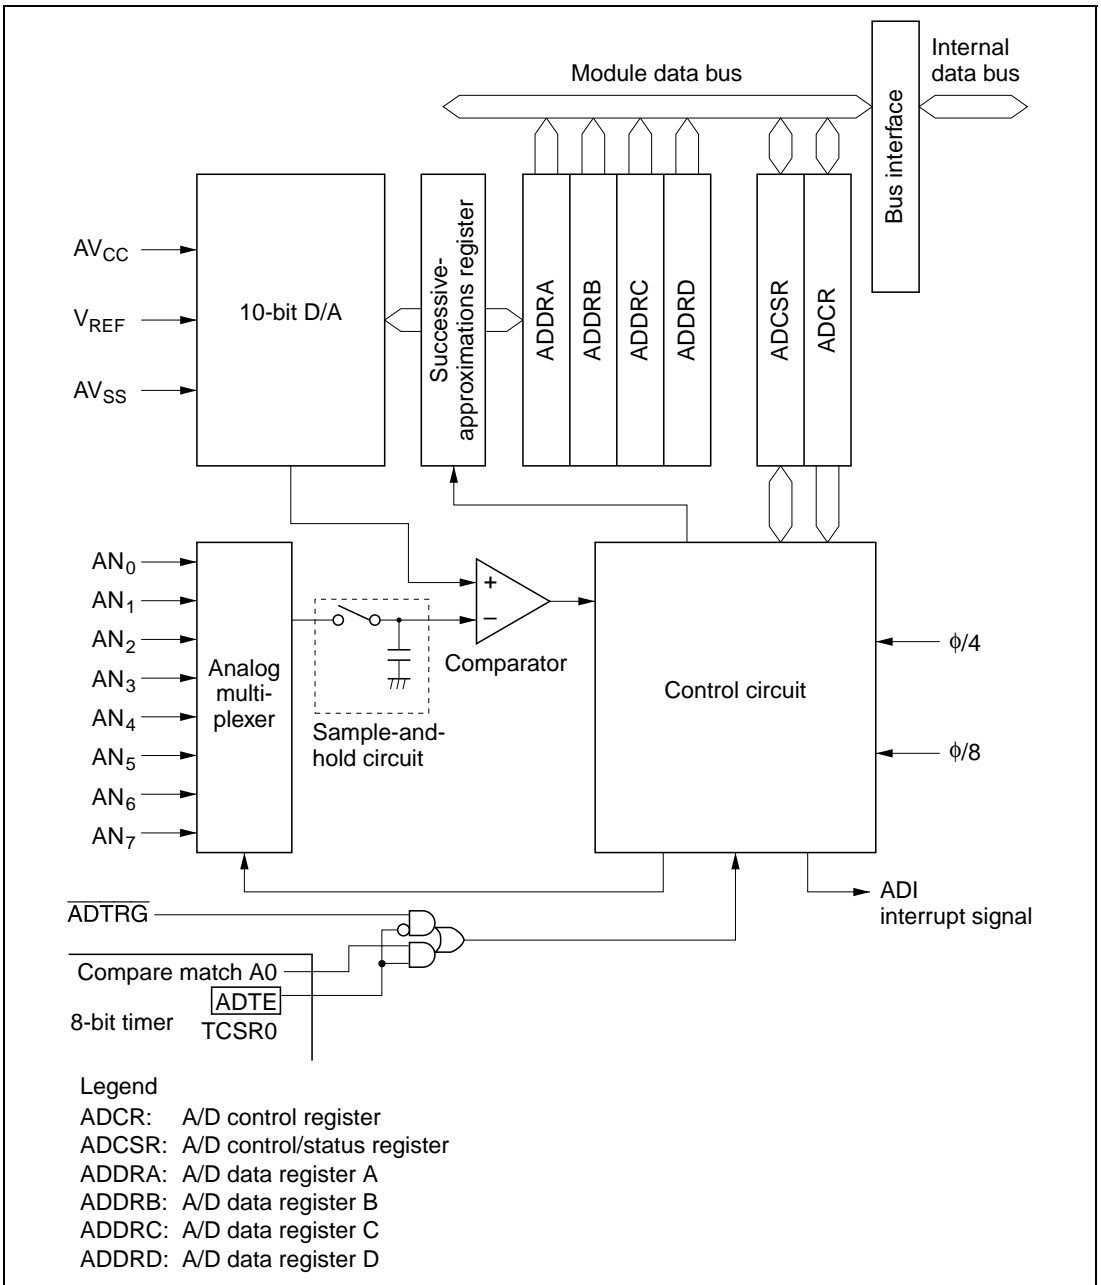 Internal
data bus
Module data bus
Bus interface
AVCC
VREF
AVSS
10-bit D/A
Successive-
approximations register
ADDRA
ADDRB
ADDRC
ADDRD
ADCSR
ADCR
AN0
AN1
AN2
AN3
AN4
AN5
AN6
AN7
Analog
multi-
plexer
Sample-and-
hold circuit
+
−
Comparator
Control circuit
ϕ/4
ϕ/8
ADI
interrupt signal
ADTRG
Compare match A0
ADTE
8-bit timer
TCSR0
Legend
ADCR: A/D control register
ADCSR: A/D control/status register
ADDRA: A/D data register A
ADDRB: A/D data register B
ADDRC: A/D data register C
ADDRD: A/D data register D